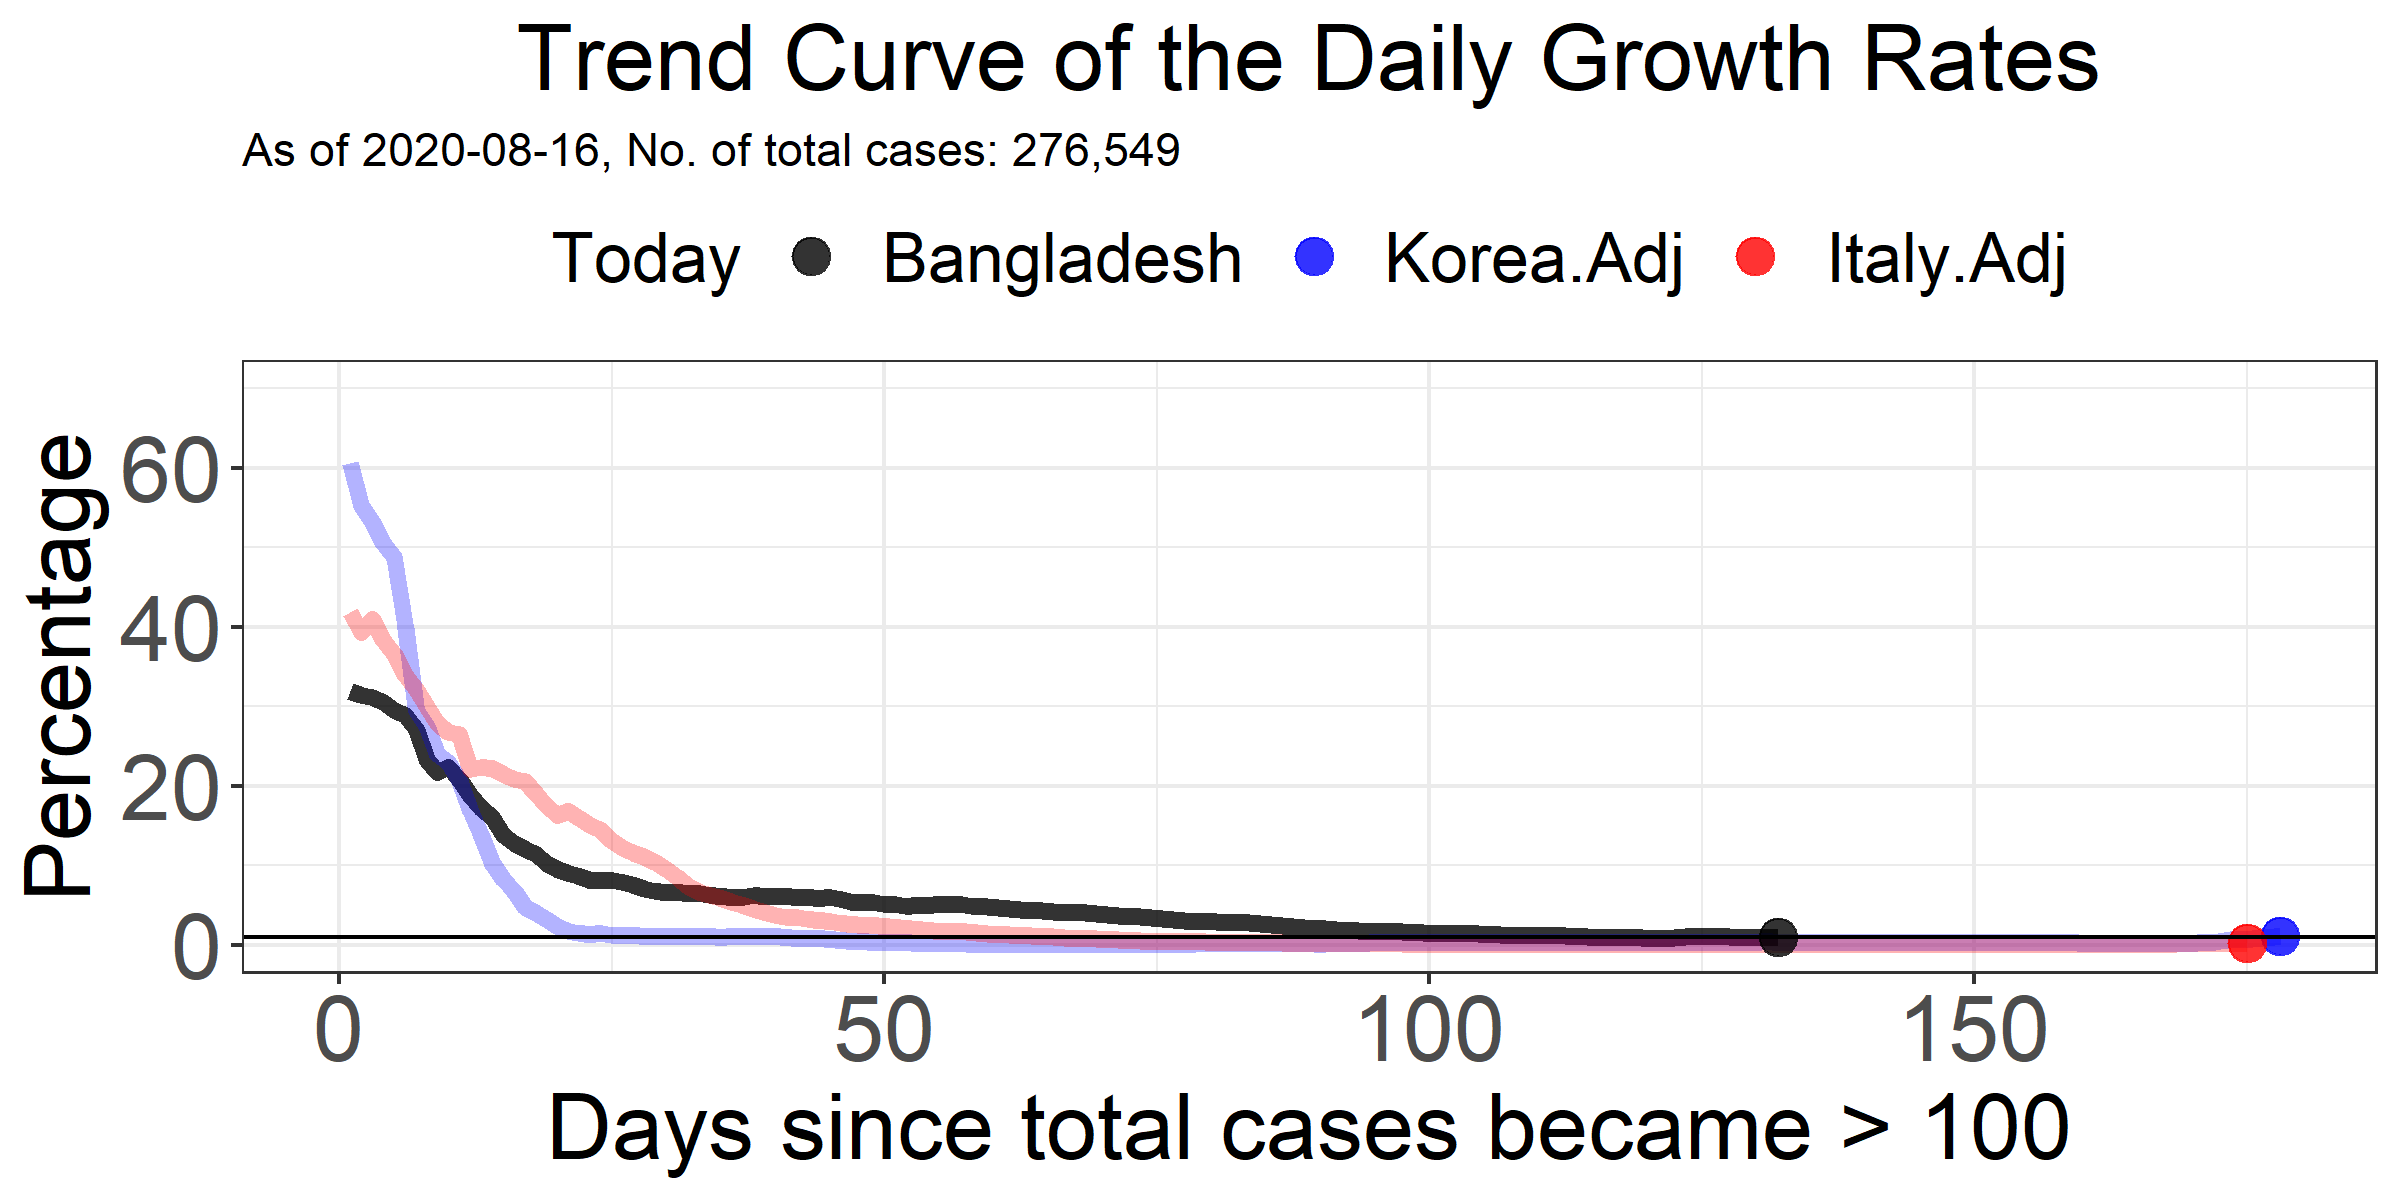 Trend Curve of the Daily Growth Rates
As of 2020-08-16, No. of total cases: 276,549
Today Bangladesh Korea.Adj Italy.Adj
Percentage
60
40
20
0
0 50 100 150
Days since total cases became > 100